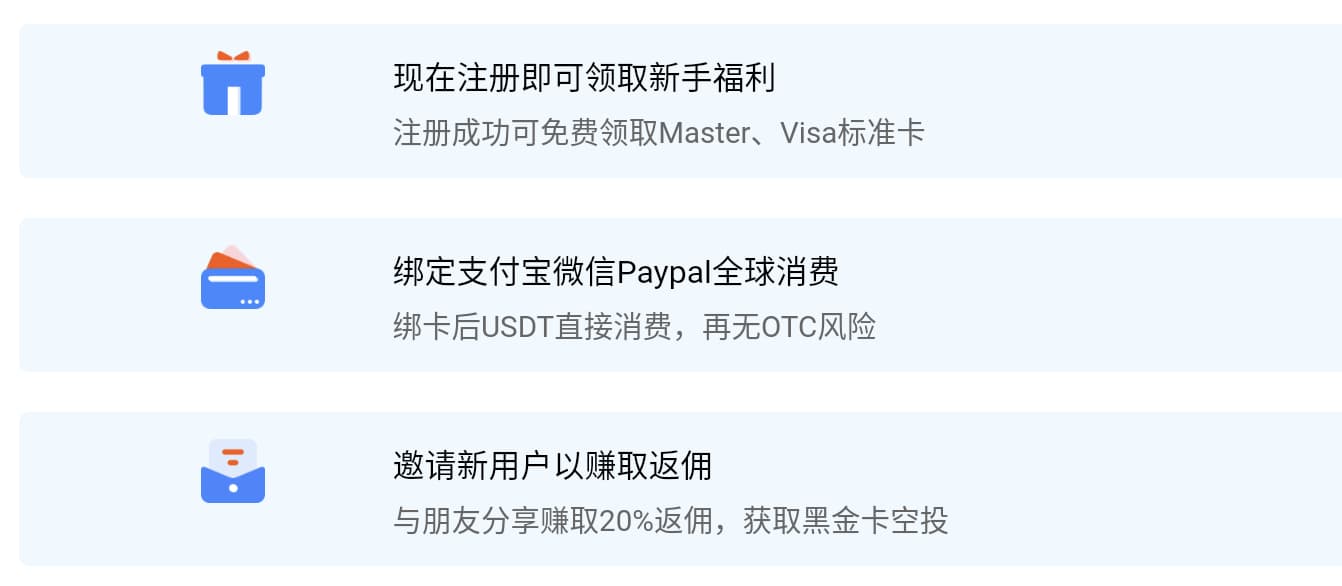 现在注册即可领取新手福利
注册成功可免费领取Master、Visa标准卡
绑定支付宝微信Paypal全球消费
绑卡后USDT直接消费，再无OTC风险
邀请新用户以赚取返佣
与朋友分享赚取20%返佣，获取黑金卡空投